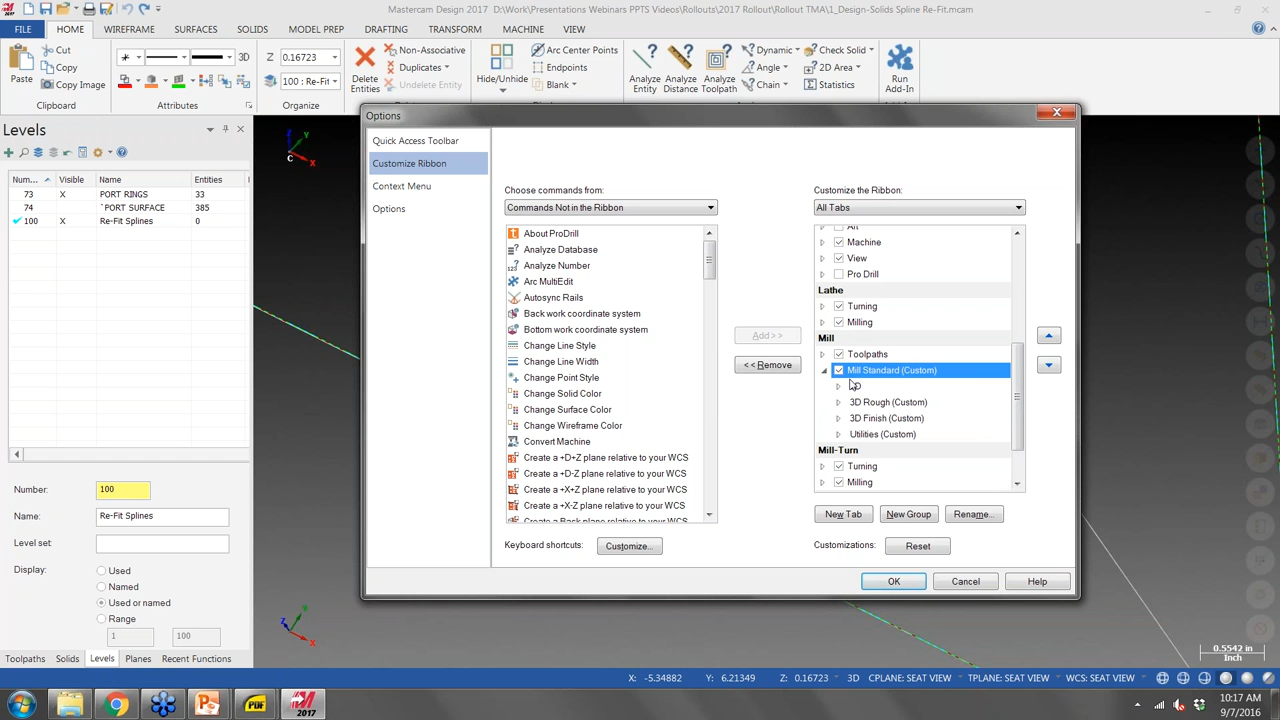 2017
Mastercam Design 2017 D:\Work\Presentations Webinars PPTS Videos\Rollouts\2017 Rollout\Rollout TMA\1_Design-Solids Spline Re-Fit.mcam
FILE HOME WIREFRAME SURFACES SOLIDS MODEL PREP DRAFTING TRANSFORM MACHINE VIEW
Cut
Copy
Copy Image
Paste
Clipboard
3D
Attributes
Z 0.16723
100 : Re-Fit
Organize
Delete Entities
Non-Associative
Duplicates
Undelete Entities
Hide/Unhide
Arc Center Points
Endpoints
Blank
Analyze Entity
Analyze Distance
Analyze Toolpath
Dynamic
Angle
Chain
Check Solid
2D Area
Statistics
Run Add-In
Add-Ins
Levels
Num... Visible Name Entities
73 X PORT RINGS 33
74 `PORT SURFACE 385
100 X Re-Fit Splines 0
Number: 100
Name: Re-Fit Splines
Level set:
Display: Used
Named
Used or named
Range
1 100
Toolpaths Solids Levels Planes Recent Functions
Z Y C X
Options
X
Quick Access Toolbar
Customize Ribbon
Context Menu
Options
Choose commands from:
Commands Not in the Ribbon
About ProDrill
Analyze Database
Analyze Number
Arc MultiEdit
Autosync Rails
Back work coordinate system
Bottom work coordinate system
Change Line Style
Change Line Width
Change Point Style
Change Solid Color
Change Surface Color
Change Wireframe Color
Convert Machine
Create a +D+Z plane relative to your WCS
Create a +D-Z plane relative to your WCS
Create a +X+Z plane relative to your WCS
Create a +X-Z plane relative to your WCS
Create a Back plane relative to your WCS
Keyboard shortcuts: Customize...
Add >>
<< Remove
Customize the Ribbon:
All Tabs
Art
Machine
View
Pro Drill
Lathe
Turning
Milling
Mill
Toolpaths
Mill Standard (Custom)
3D Rough (Custom)
3D Finish (Custom)
Utilities (Custom)
Mill-Turn
Turning
Milling
New Tab New Group Rename...
Customizations: Reset
OK Cancel Help
Z Y X
0.5542 in
Inch
X: -5.34882 Y: 6.21349 Z: 0.16723 3D CPLANE: SEAT VIEW TPLANE: SEAT VIEW WCS: SEAT VIEW
PDF
2017
10:17 AM
9/7/2016